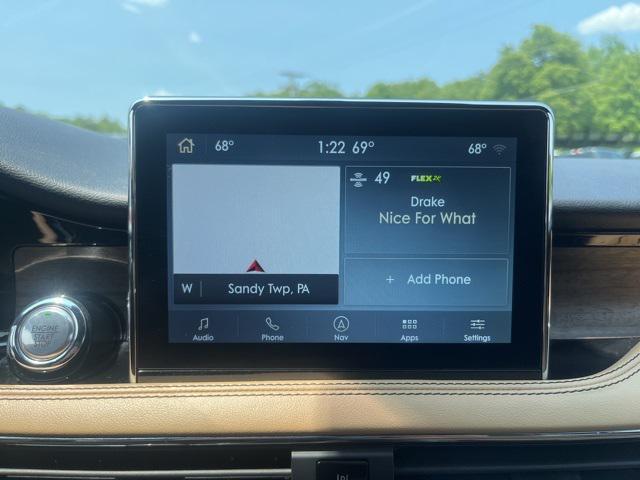 68° 1:22 69° 68°
49 FLEX2K
Drake
Nice For What
W Sandy Twp, PA
+ Add Phone
Audio Phone Nav Apps Settings
ENGINE
START
STOP